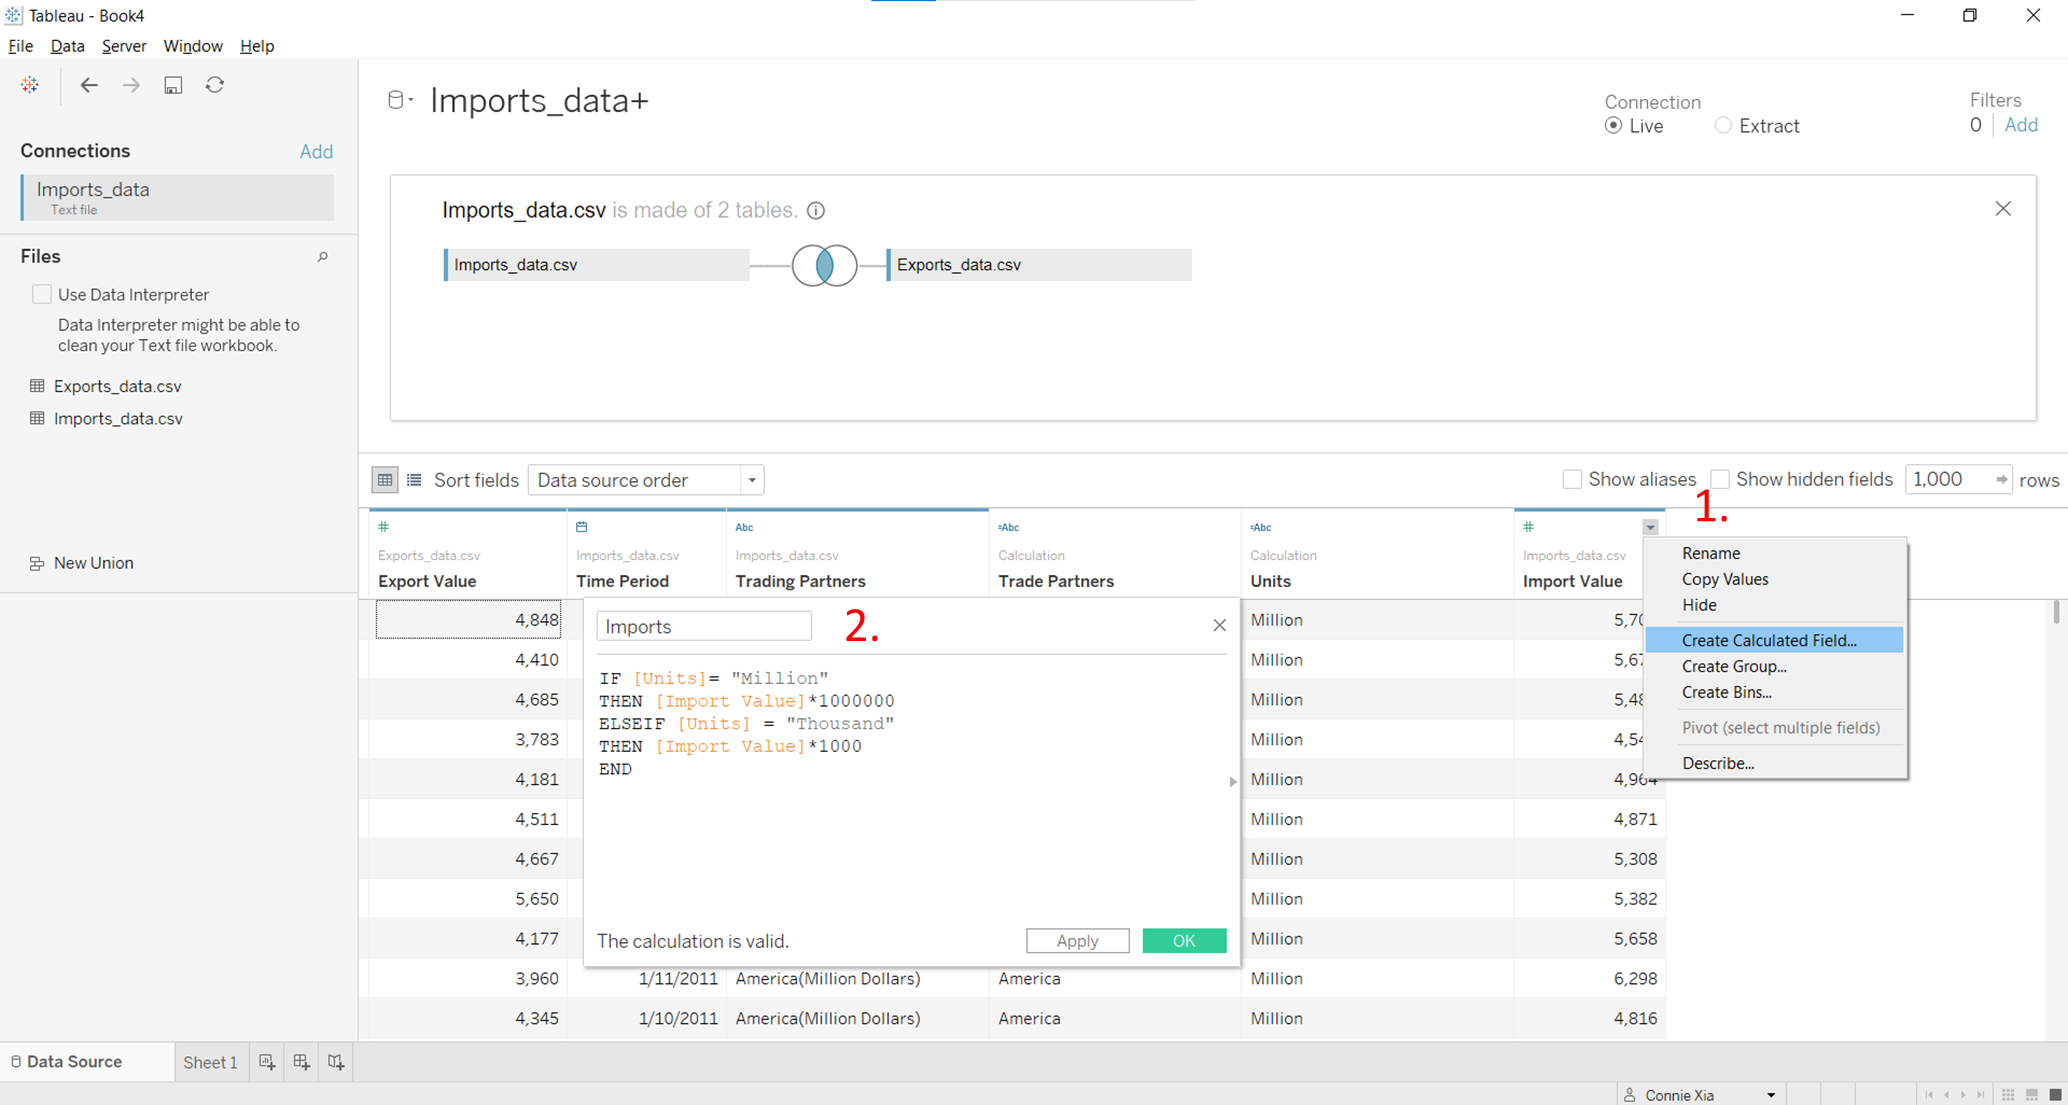 Tableau - Book4
File Data Server Window Help
Connections Add
Imports_data
Text file
Files
Use Data Interpreter
Data Interpreter might be able to
clean your Text file workbook.
Exports_data.csv
Imports_data.csv
New Union
Imports_data+
Connection
Live Extract
Filters
0 Add
Imports_data.csv is made of 2 tables.
Imports_data.csv Exports_data.csv
Sort fields Data source order
Show aliases Show hidden fields 1,000 rows
1.
# Abc =Abc =Abc #
Exports_data.csv Imports_data.csv Imports_data.csv Calculation Calculation Imports_data.csv
Export Value Time Period Trading Partners Trade Partners Units Import Value
Rename
Copy Values
Hide
Create Calculated Field...
Create Group...
Create Bins...
Pivot (select multiple fields)
Describe...
Imports 2.
IF [Units]= "Million"
THEN [Import Value]*1000000
ELSEIF [Units] = "Thousand"
THEN [Import Value]*1000
END
The calculation is valid. Apply OK
4,848 Million
4,410 Million
4,685 Million
3,783 Million
4,181 Million 4,964
4,511 Million 4,871
4,667 Million 5,308
5,650 Million 5,382
4,177 Million 5,658
3,960 1/11/2011 America(Million Dollars) America Million 6,298
4,345 1/10/2011 America(Million Dollars) America Million 4,816
Data Source Sheet 1
Connie Xia